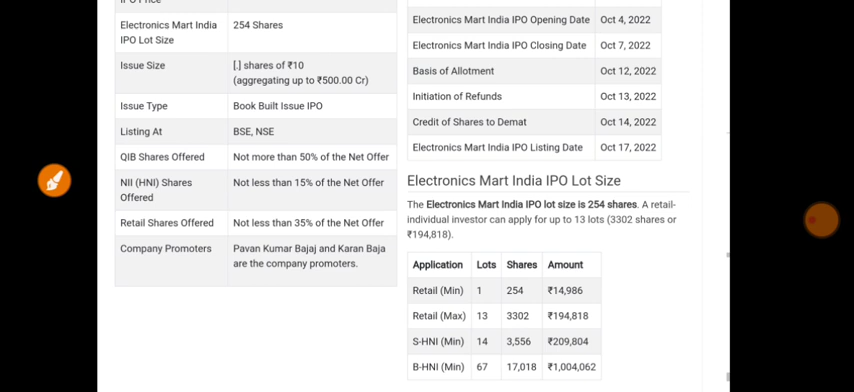 IPO Price
Electronics Mart India
IPO Lot Size
254 Shares
Issue Size
[.] shares of ₹10
(aggregating up to ₹500.00 Cr)
Issue Type
Book Built Issue IPO
Listing At
BSE, NSE
QIB Shares Offered
Not more than 50% of the Net Offer
NII (HNI) Shares
Offered
Not less than 15% of the Net Offer
Retail Shares Offered
Not less than 35% of the Net Offer
Company Promoters
Pavan Kumar Bajaj and Karan Baja
are the company promoters.
Electronics Mart India IPO Opening Date Oct 4, 2022
Electronics Mart India IPO Closing Date Oct 7, 2022
Basis of Allotment Oct 12, 2022
Initiation of Refunds Oct 13, 2022
Credit of Shares to Demat Oct 14, 2022
Electronics Mart India IPO Listing Date Oct 17, 2022
Electronics Mart India IPO Lot Size
The Electronics Mart India IPO lot size is 254 shares. A retail-
individual investor can apply for up to 13 lots (3302 shares or
₹194,818).
Application Lots Shares Amount
Retail (Min) 1 254 ₹14,986
Retail (Max) 13 3302 ₹194,818
S-HNI (Min) 14 3,556 ₹209,804
B-HNI (Min) 67 17,018 ₹1,004,062